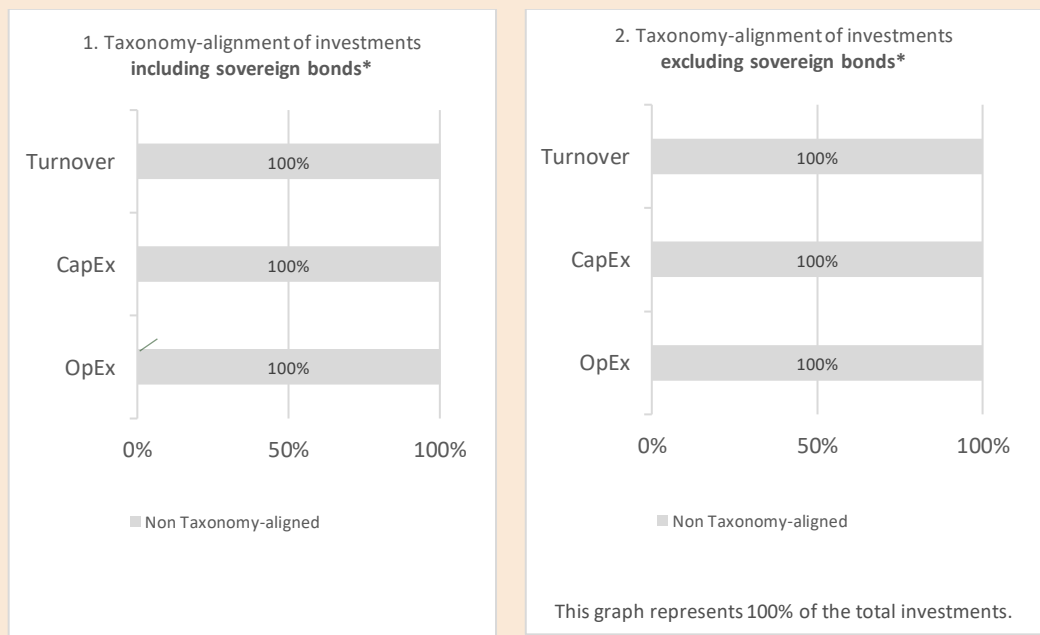 1. Taxonomy-alignment of investments
including sovereign bonds*
Turnover
100%
CapEx
100%
OpEx
100%
0%
50%
100%
Non Taxonomy-aligned
2. Taxonomy-alignment of investments
excluding sovereign bonds*
Turnover
100%
CapEx
100%
OpEx
100%
0%
50%
100%
Non Taxonomy-aligned
This graph represents 100% of the total investments.